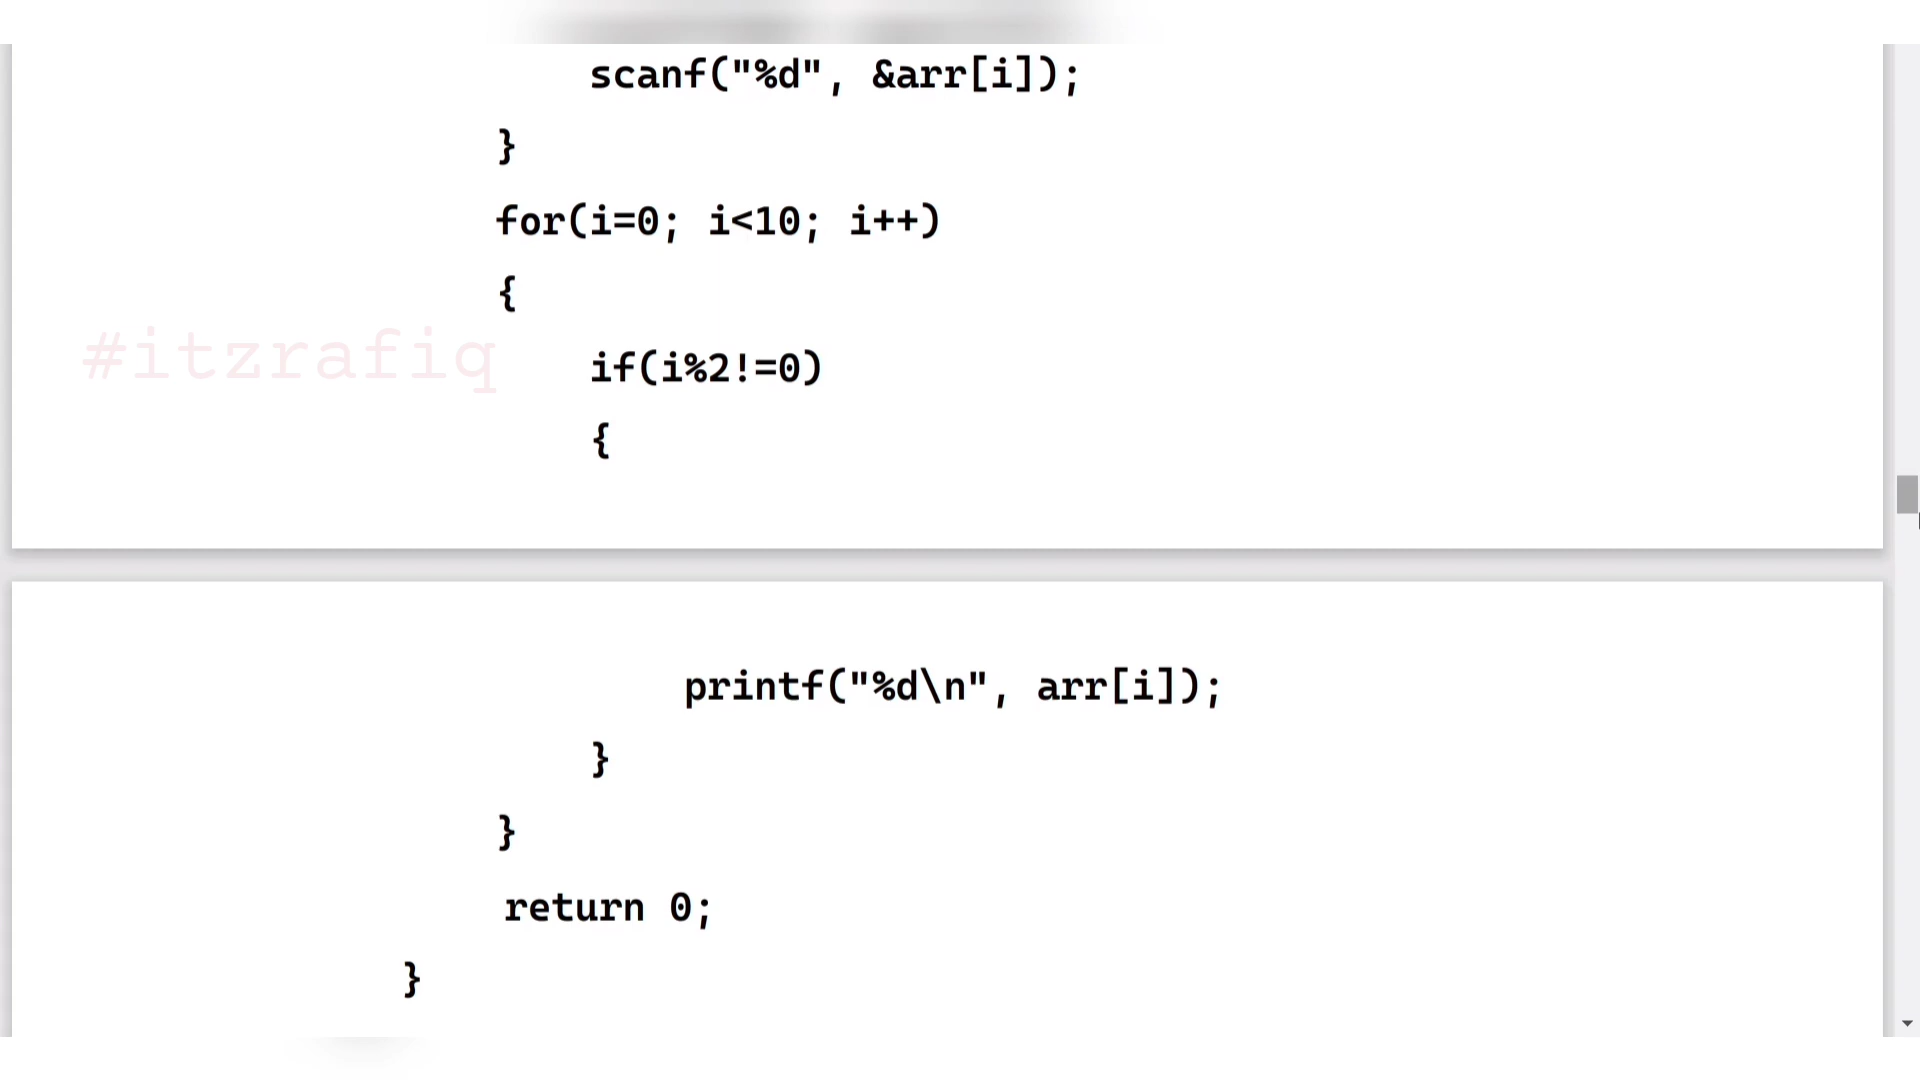 scanf("%d", &arr[i]);
}
for(i=0; i<10; i++)
{
#itzrafiq
if(i%2!=0)
{
printf("%d\n", arr[i]);
}
}
return 0;
}